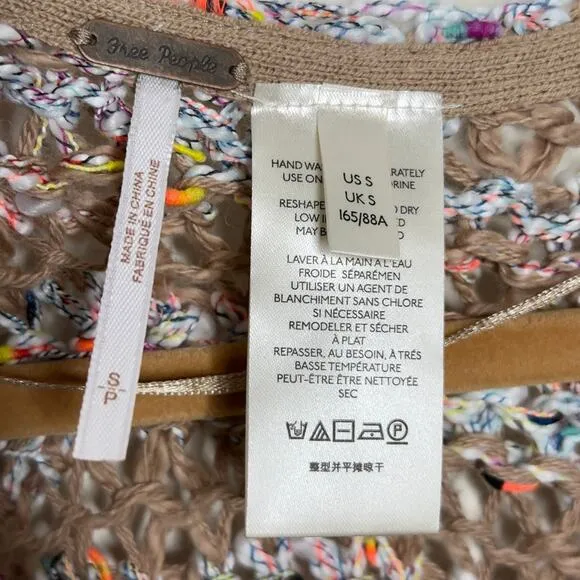 Free People
MADE IN CHINA
FABRIQUÉ EN CHINE
S·P
US S
UK S
165/88A
HAND WA
USE ON
RESHAPE DRY
LOW
MAY B
LAVER À LA MAIN A L'EAU
FROIDE SÉPARÉMEN
UTILISER UN AGENT DE
BLANCHIMENT SANS CHLORE
SI NÉCESSAIRE
REMODELER ET SÉCHER
À PLAT
REPASSER, AU BESOIN, À TRÈS
BASSE TEMPÉRATURE
PEUT-ÊTRE ÊTRE NETTOYÉE
SEC
P
整型并平摊晾干